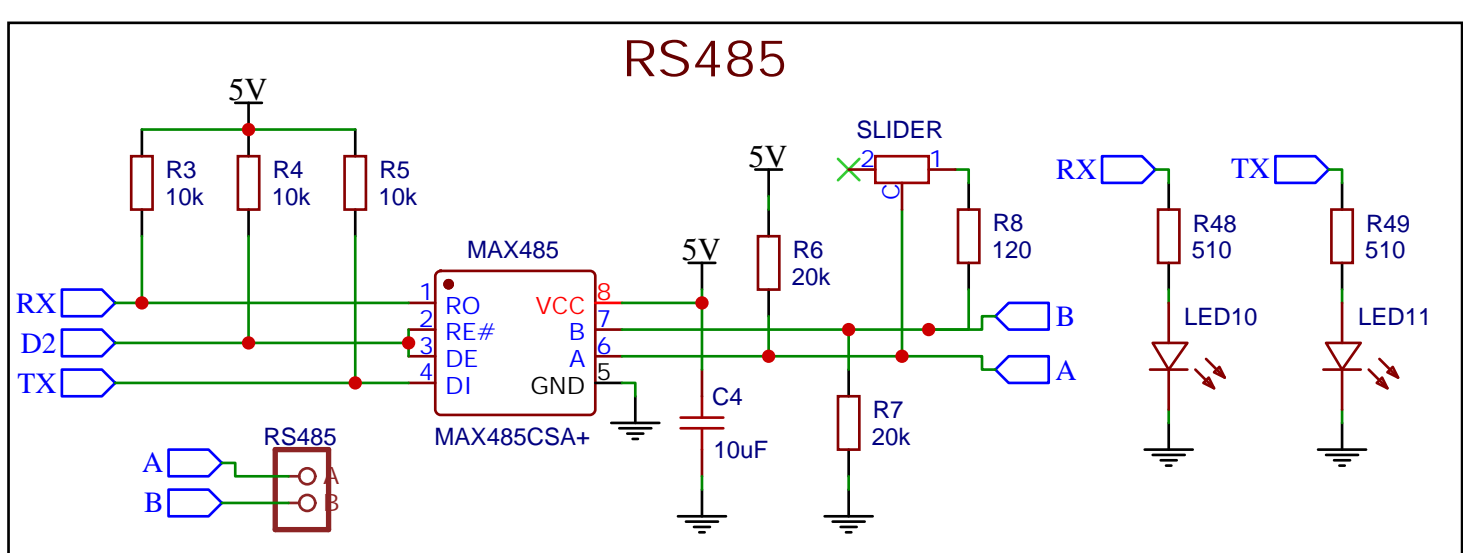 RS485
5V
R3
10k
R4
10k
R5
10k
RX
D2
TX
MAX485
1
RO
2
RE#
3
DE
4
DI
VCC
8
B
7
A
6
GND
5
MAX485CSA+
5V
C4
10uF
5V
R6
20k
R7
20k
SLIDER
2
1
C
R8
120
B
A
RX
R48
510
LED10
TX
R49
510
LED11
RS485
A
A
B
B